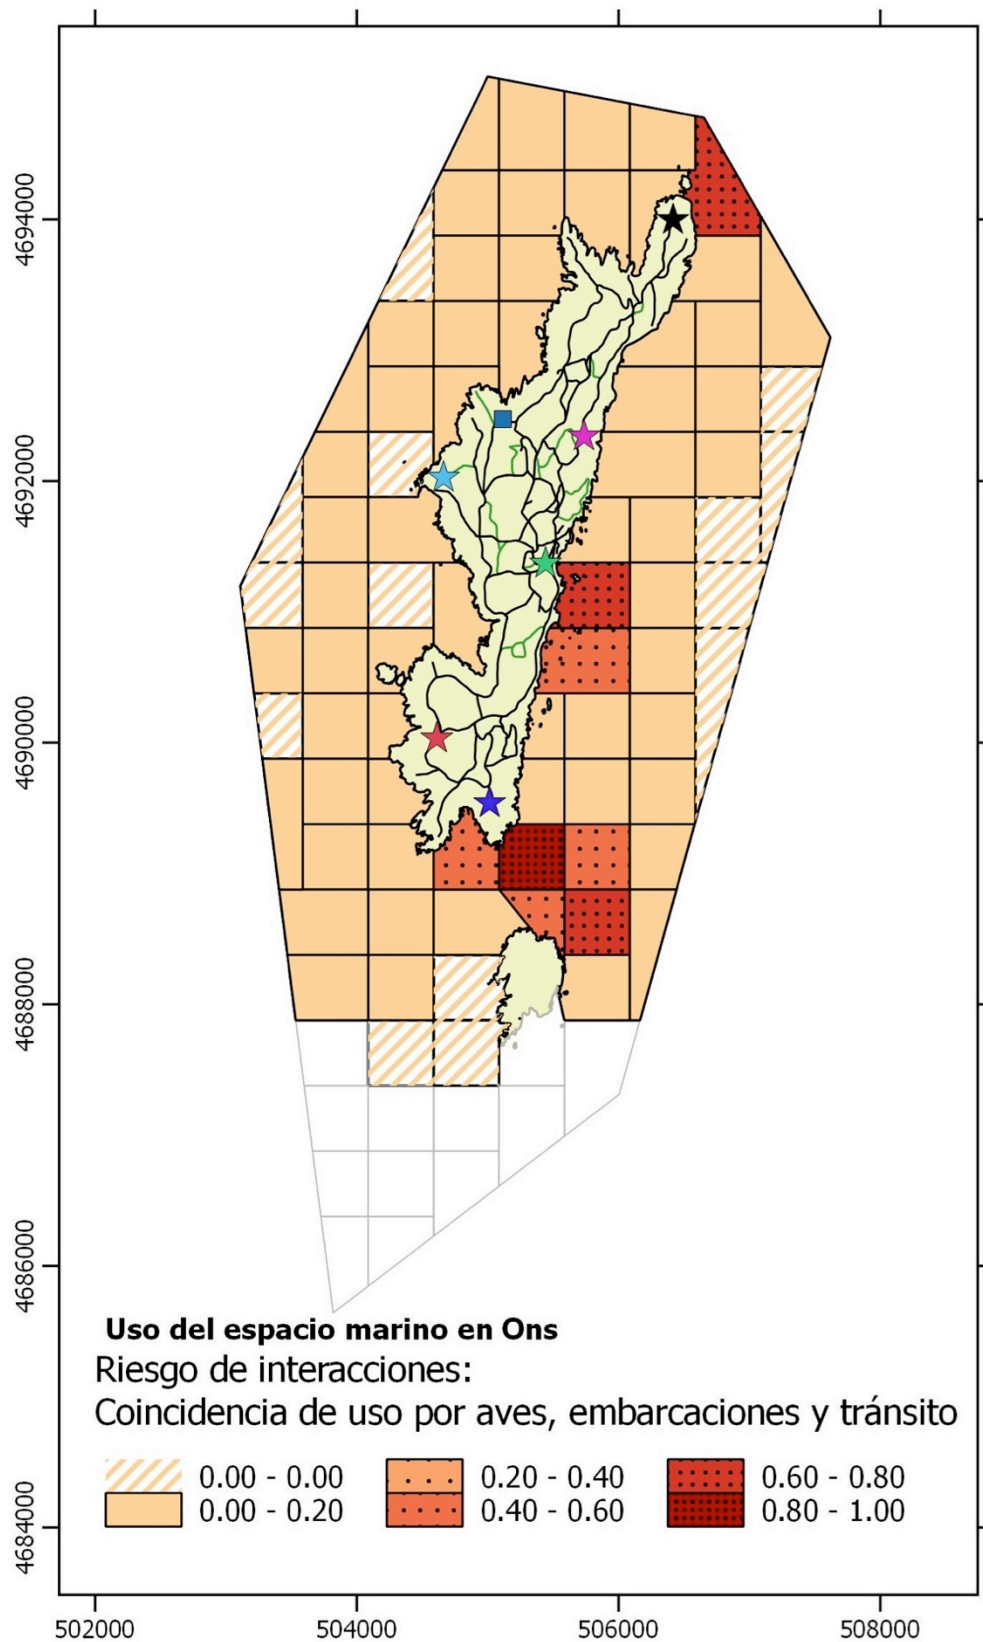 4694000
4692000
4690000
4688000
4686000
4684000
Uso del espacio marino en Ons
Riesgo de interacciones:
Coincidencia de uso por aves, embarcaciones y tránsito
0.00 - 0.00 0.20 - 0.40 0.60 - 0.80
0.00 - 0.20 0.40 - 0.60 0.80 - 1.00
502000 504000 506000 508000